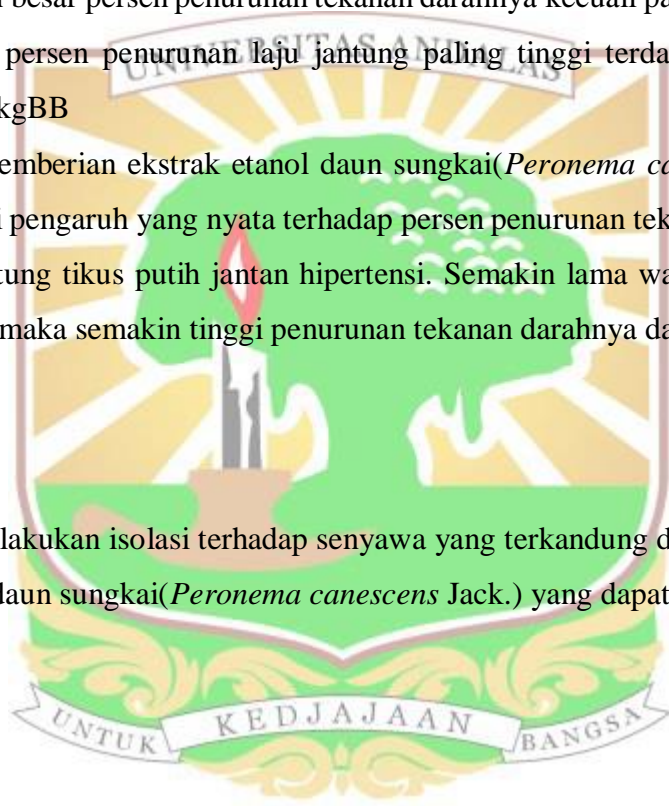 besar persen penurunan tekanan darahnya kecuali pa
persen penurunan laju jantung paling tinggi terda
UNIVERSITAS ANDALAS
kgBB
emberian ekstrak etanol daun sungkai(Peronema ca
i pengaruh yang nyata terhadap persen penurunan tek
tung tikus putih jantan hipertensi. Semakin lama wa
maka semakin tinggi penurunan tekanan darahnya da
lakukan isolasi terhadap senyawa yang terkandung d
daun sungkai(Peronema canescens Jack.) yang dapat
UNTUK KEDJAJAAN BANGSA